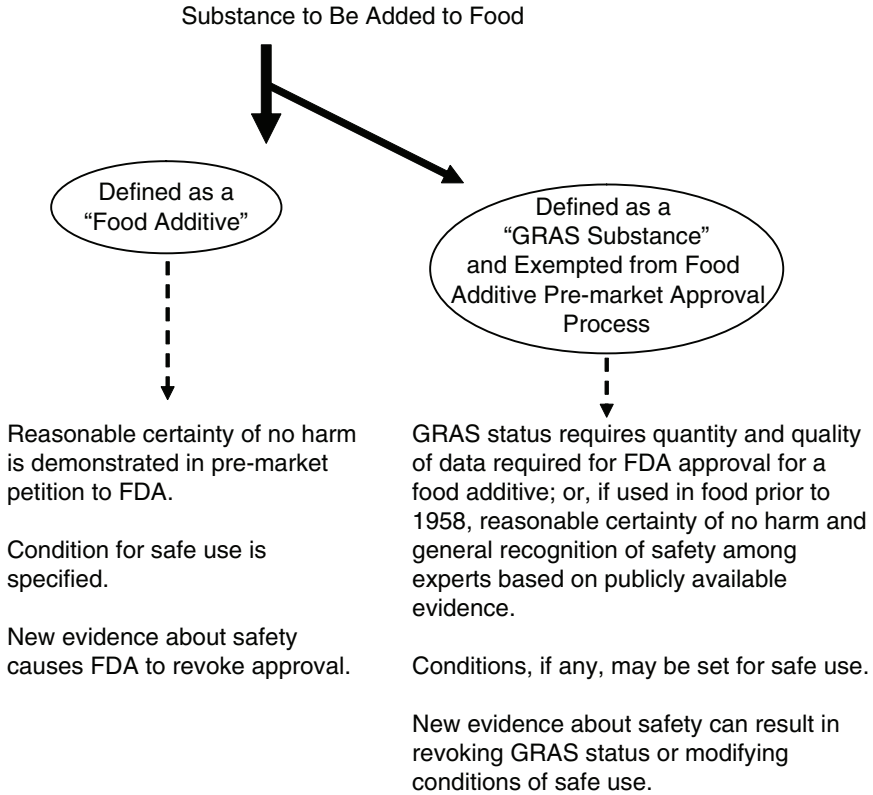 Substance to Be Added to Food
Defined as a
“Food Additive”
Defined as a
“GRAS Substance”
and Exempted from Food
Additive Pre-market Approval
Process
Reasonable certainty of no harm
is demonstrated in pre-market
petition to FDA.
Condition for safe use is
specified.
New evidence about safety
causes FDA to revoke approval.
GRAS status requires quantity and quality
of data required for FDA approval for a
food additive; or, if used in food prior to
1958, reasonable certainty of no harm and
general recognition of safety among
experts based on publicly available
evidence.
Conditions, if any, may be set for safe use.
New evidence about safety can result in
revoking GRAS status or modifying
conditions of safe use.